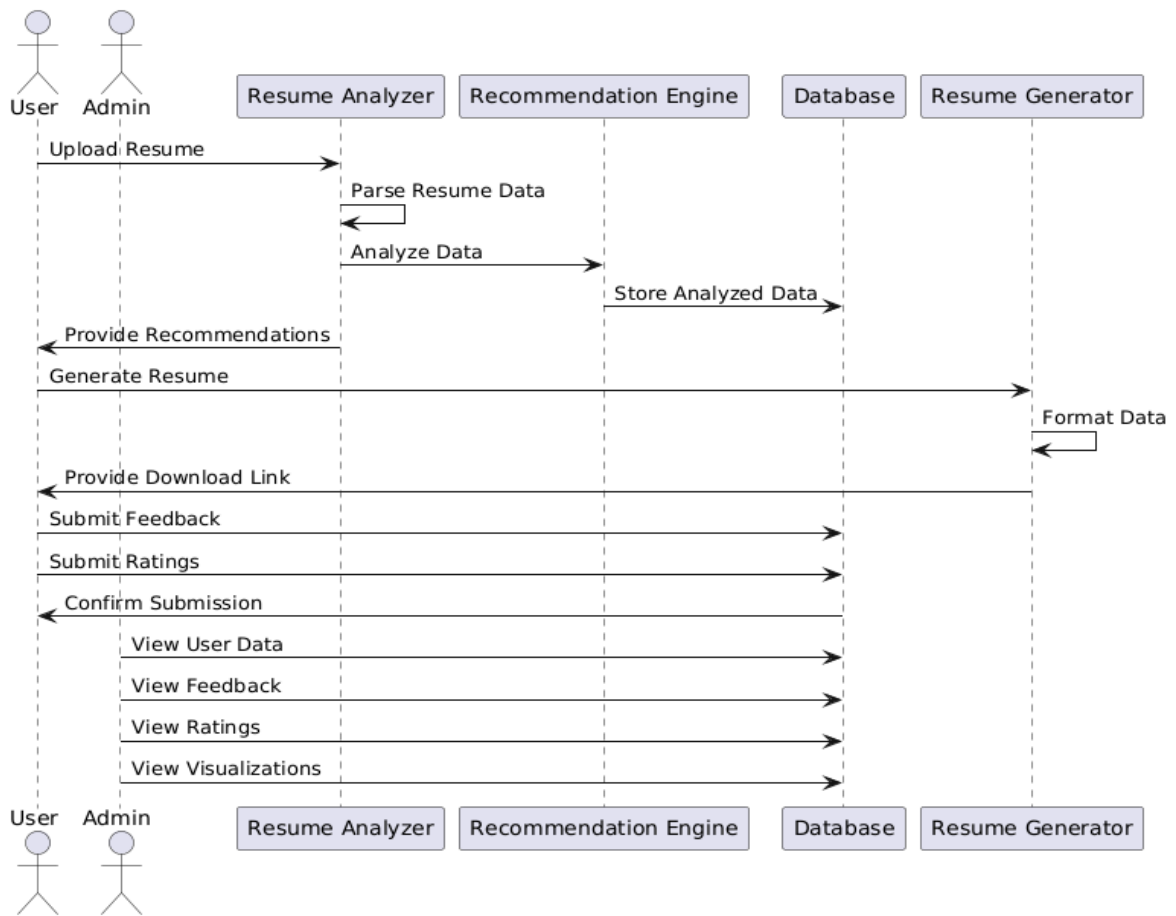 User Admin Resume Analyzer Recommendation Engine Database Resume Generator
Upload Resume
Parse Resume Data
Analyze Data
Store Analyzed Data
Provide Recommendations
Generate Resume
Format Data
Provide Download Link
Submit Feedback
Submit Ratings
Confirm Submission
View User Data
View Feedback
View Ratings
View Visualizations
User Admin Resume Analyzer Recommendation Engine Database Resume Generator